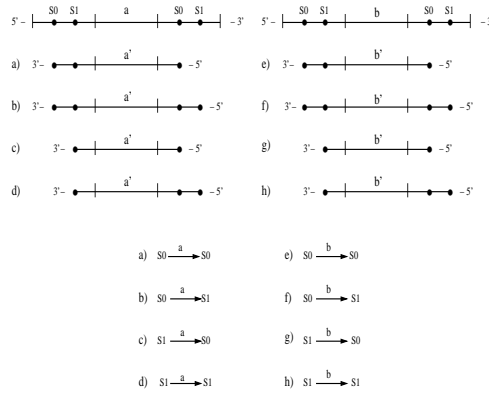 S0 S1 a S0 S1 S0 S1 b S0 S1
5' – – 3' 5' – – 3'
a) 3'– a' – 5' e) 3'– b' – 5'
b) 3'– a' – 5' f) 3'– b' – 5'
c) 3'– a' – 5' g) 3'– b' – 5'
d) 3'– a' – 5' h) 3'– b' – 5'
a) S0 a S0 e) S0 b S0
b) S0 a S1 f) S0 b S1
c) S1 a S0 g) S1 b S0
d) S1 a S1 h) S1 b S1